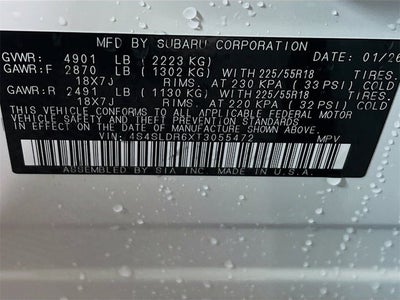 MFD BY SUBARU CORPORATION 01/26
GVWR: 4901 LB (2223 KG)
GAWR:F 2870 LB (1302 KG) WITH 225/55R18 TIRES.
18X7J RIMS.AT 230 KPA (33 PSI) COLD
GAWR:R 2491 LB (1130 KG) WITH 225/55R18 TIRES.
18X7J RIMS.AT 220 KPA (32 PSI) COLD
THIS VEHICLE CONFORMS TO ALL APPLICABLE FEDERAL MOTOR
VEHICLE SAFETY AND THEFT PREVENTION STANDARDS IN EFFECT
ON THE DATE OF MANUFACTURE SHOWN ABOVE.
VIN: 4S4SLDR6XT3055472 MPV
ASSEMBLED BY SIA INC. MADE IN U.S.A.